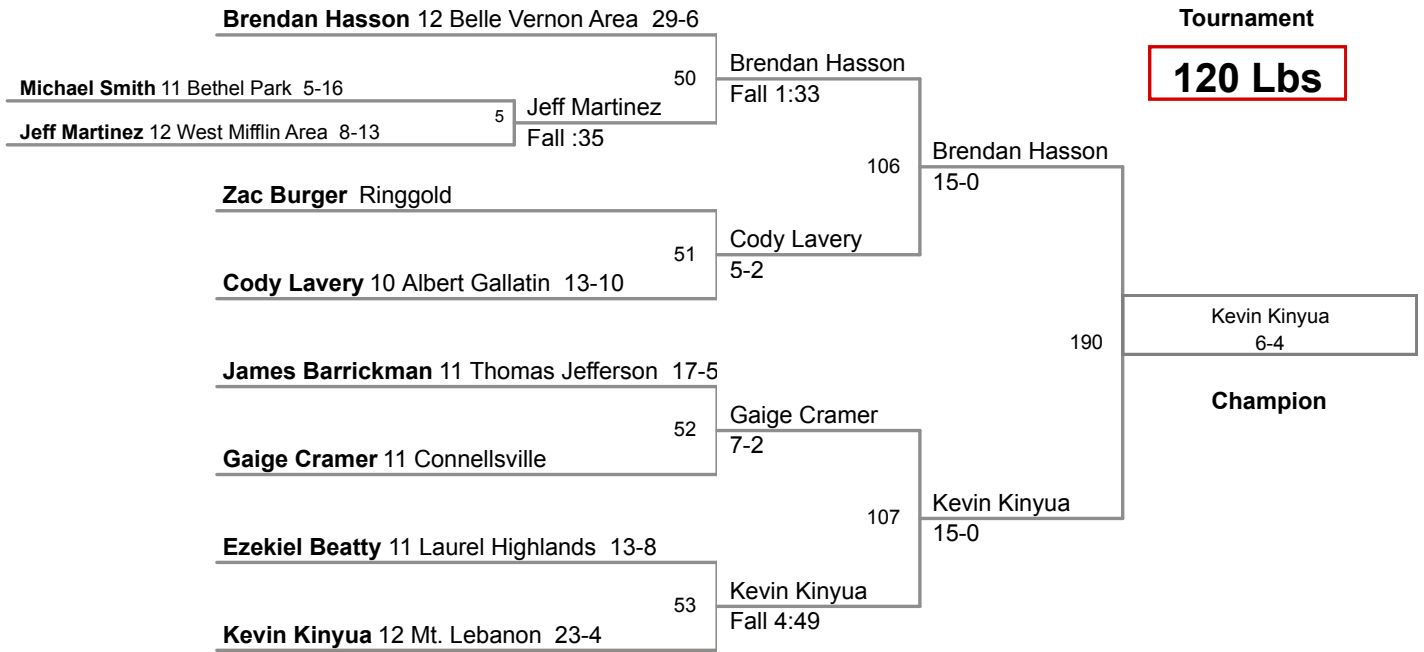 Brendan Hasson 12 Belle Vernon Area 29-6
Tournament
120 Lbs
50
Brendan Hasson
Fall 1:33
Michael Smith 11 Bethel Park 5-16
5
Jeff Martinez
Fall :35
Jeff Martinez 12 West Mifflin Area 8-13
106
Brendan Hasson
15-0
Zac Burger Ringgold
51
Cody Lavery
5-2
Cody Lavery 10 Albert Gallatin 13-10
190
Kevin Kinyua
6-4
Champion
James Barrickman 11 Thomas Jefferson 17-5
52
Gaige Cramer
7-2
Gaige Cramer 11 Connellsville
107
Kevin Kinyua
15-0
Ezekiel Beatty 11 Laurel Highlands 13-8
53
Kevin Kinyua
Fall 4:49
Kevin Kinyua 12 Mt. Lebanon 23-4